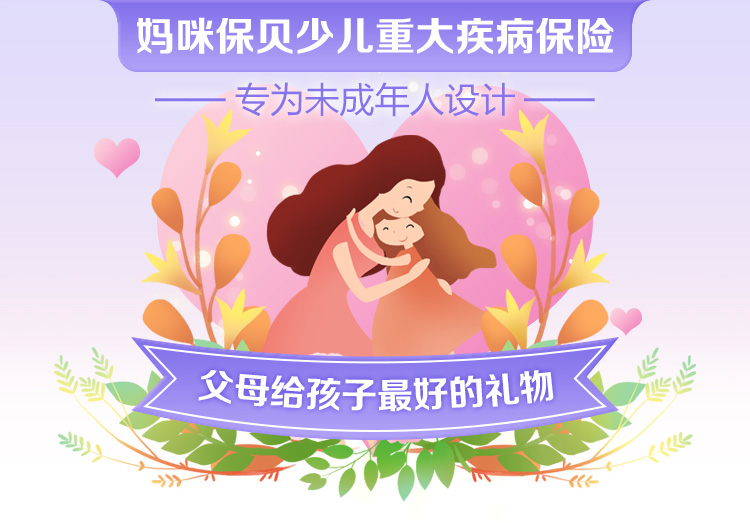 妈咪保贝少儿重大疾病保险
专为未成年人设计
父母给孩子最好的礼物